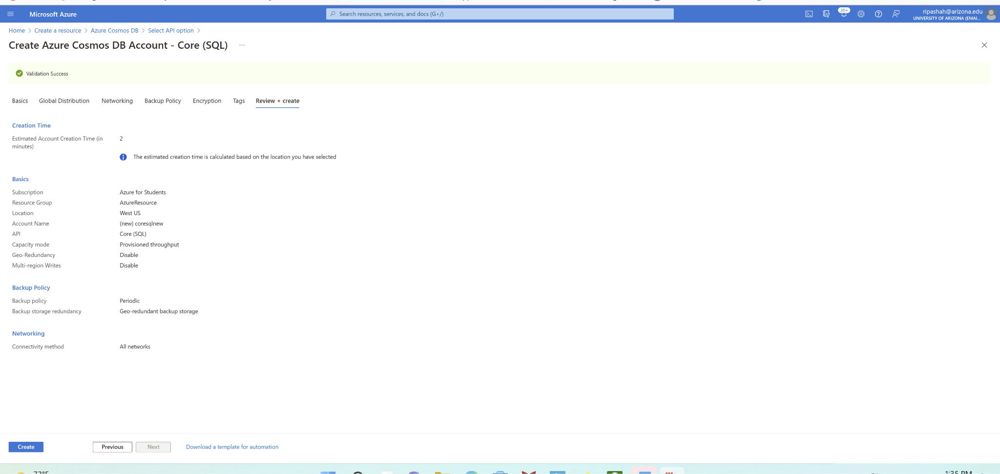 Microsoft Azure
Search resources, services, and docs (G+/)
20+
ripashah@arizona.edu
UNIVERSITY OF ARIZONA (EMAI...
Home > Create a resource > Azure Cosmos DB > Select API option >
Create Azure Cosmos DB Account - Core (SQL) ...
Validation Success
Basics Global Distribution Networking Backup Policy Encryption Tags Review + create
Creation Time
Estimated Account Creation Time (in minutes) 2
The estimated creation time is calculated based on the location you have selected
Basics
Subscription Azure for Students
Resource Group AzureResource
Location West US
Account Name (new) coresqlnew
API Core (SQL)
Capacity mode Provisioned throughput
Geo-Redundancy Disable
Multi-region Writes Disable
Backup Policy
Backup policy Periodic
Backup storage redundancy Geo-redundant backup storage
Networking
Connectivity method All networks
Create Previous Next Download a template for automation
73°F
1:35 PM